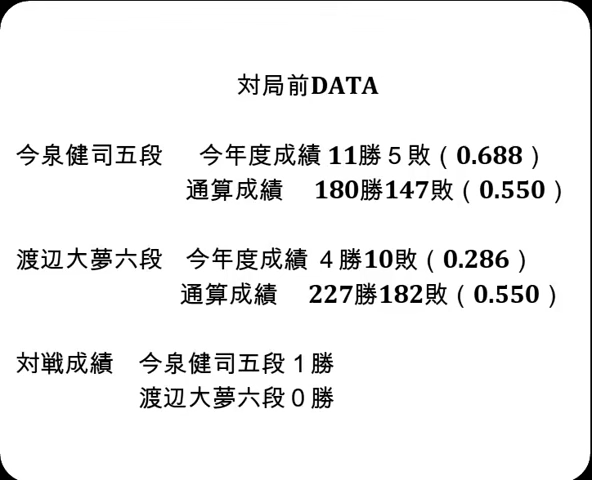 対局前DATA
今泉健司五段　今年度成績 11勝５敗（0.688）
通算成績　180勝147敗（0.550）
渡辺大夢六段　今年度成績 ４勝10敗（0.286）
通算成績　227勝182敗（0.550）
対戦成績　今泉健司五段１勝
渡辺大夢六段０勝